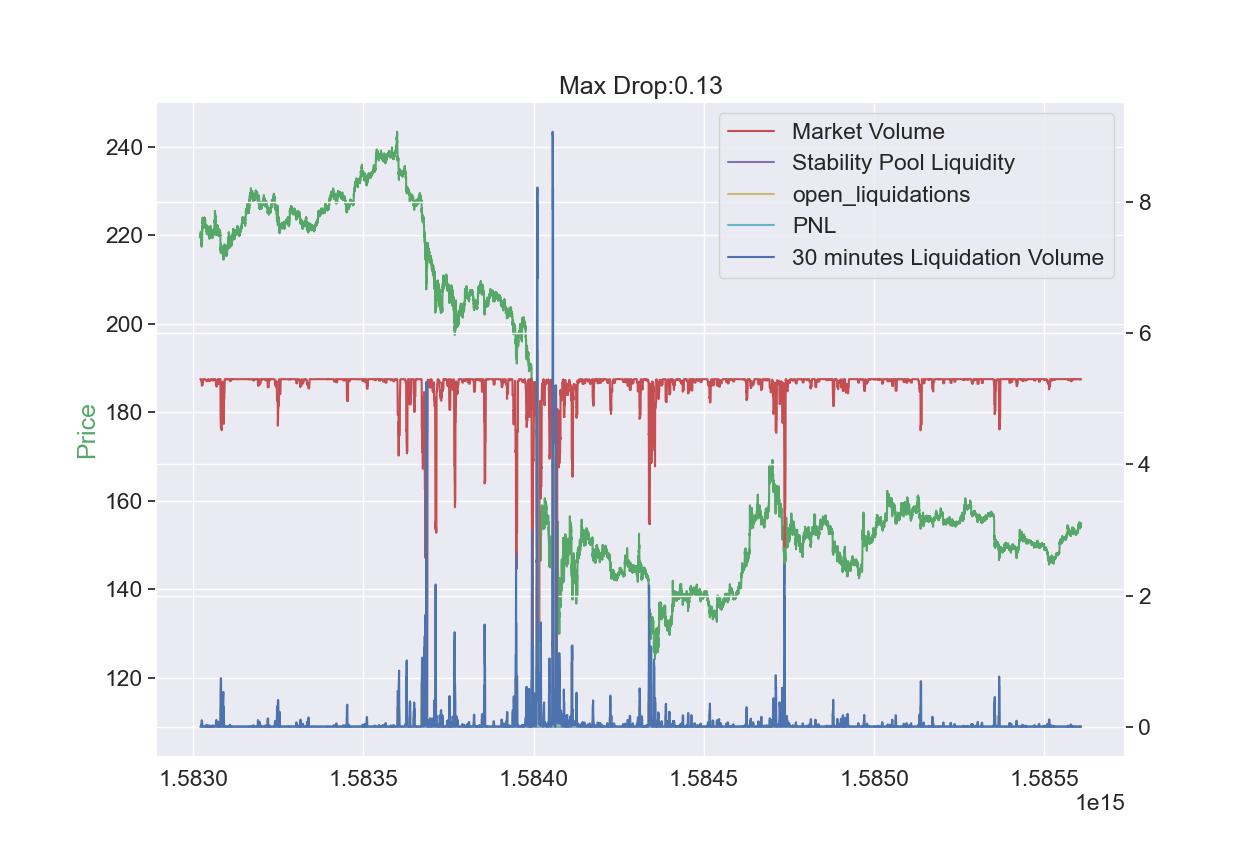 Max Drop:0.13
Market Volume
Stability Pool Liquidity
open_liquidations
PNL
30 minutes Liquidation Volume
Price
240
220
200
180
160
140
120
8
6
4
2
0
1.5830 1.5835 1.5840 1.5845 1.5850 1.5855
1e15